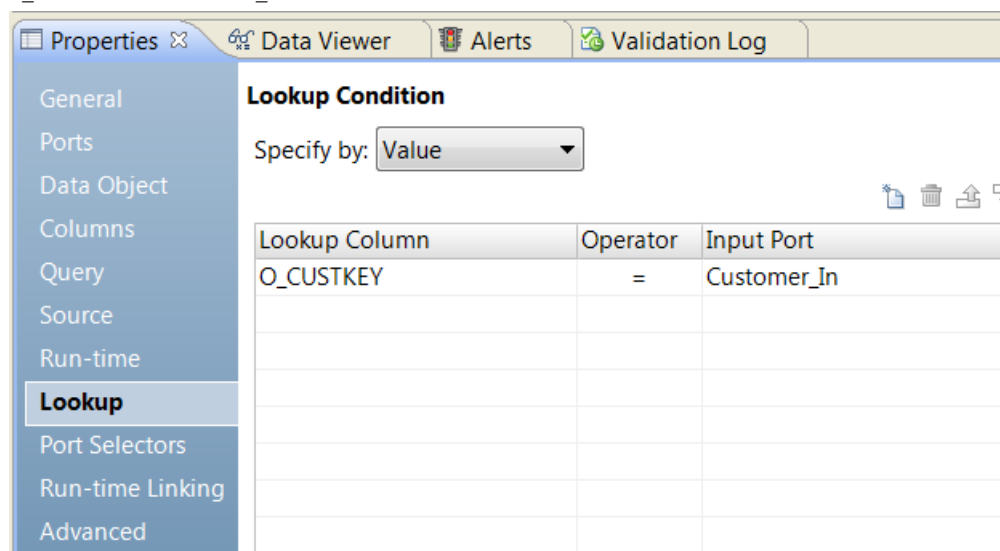 Properties Data Viewer Alerts Validation Log
General
Ports
Data Object
Columns
Query
Source
Run-time
Lookup
Port Selectors
Run-time Linking
Advanced
Lookup Condition
Specify by: Value
Lookup Column Operator Input Port
O_CUSTKEY = Customer_In